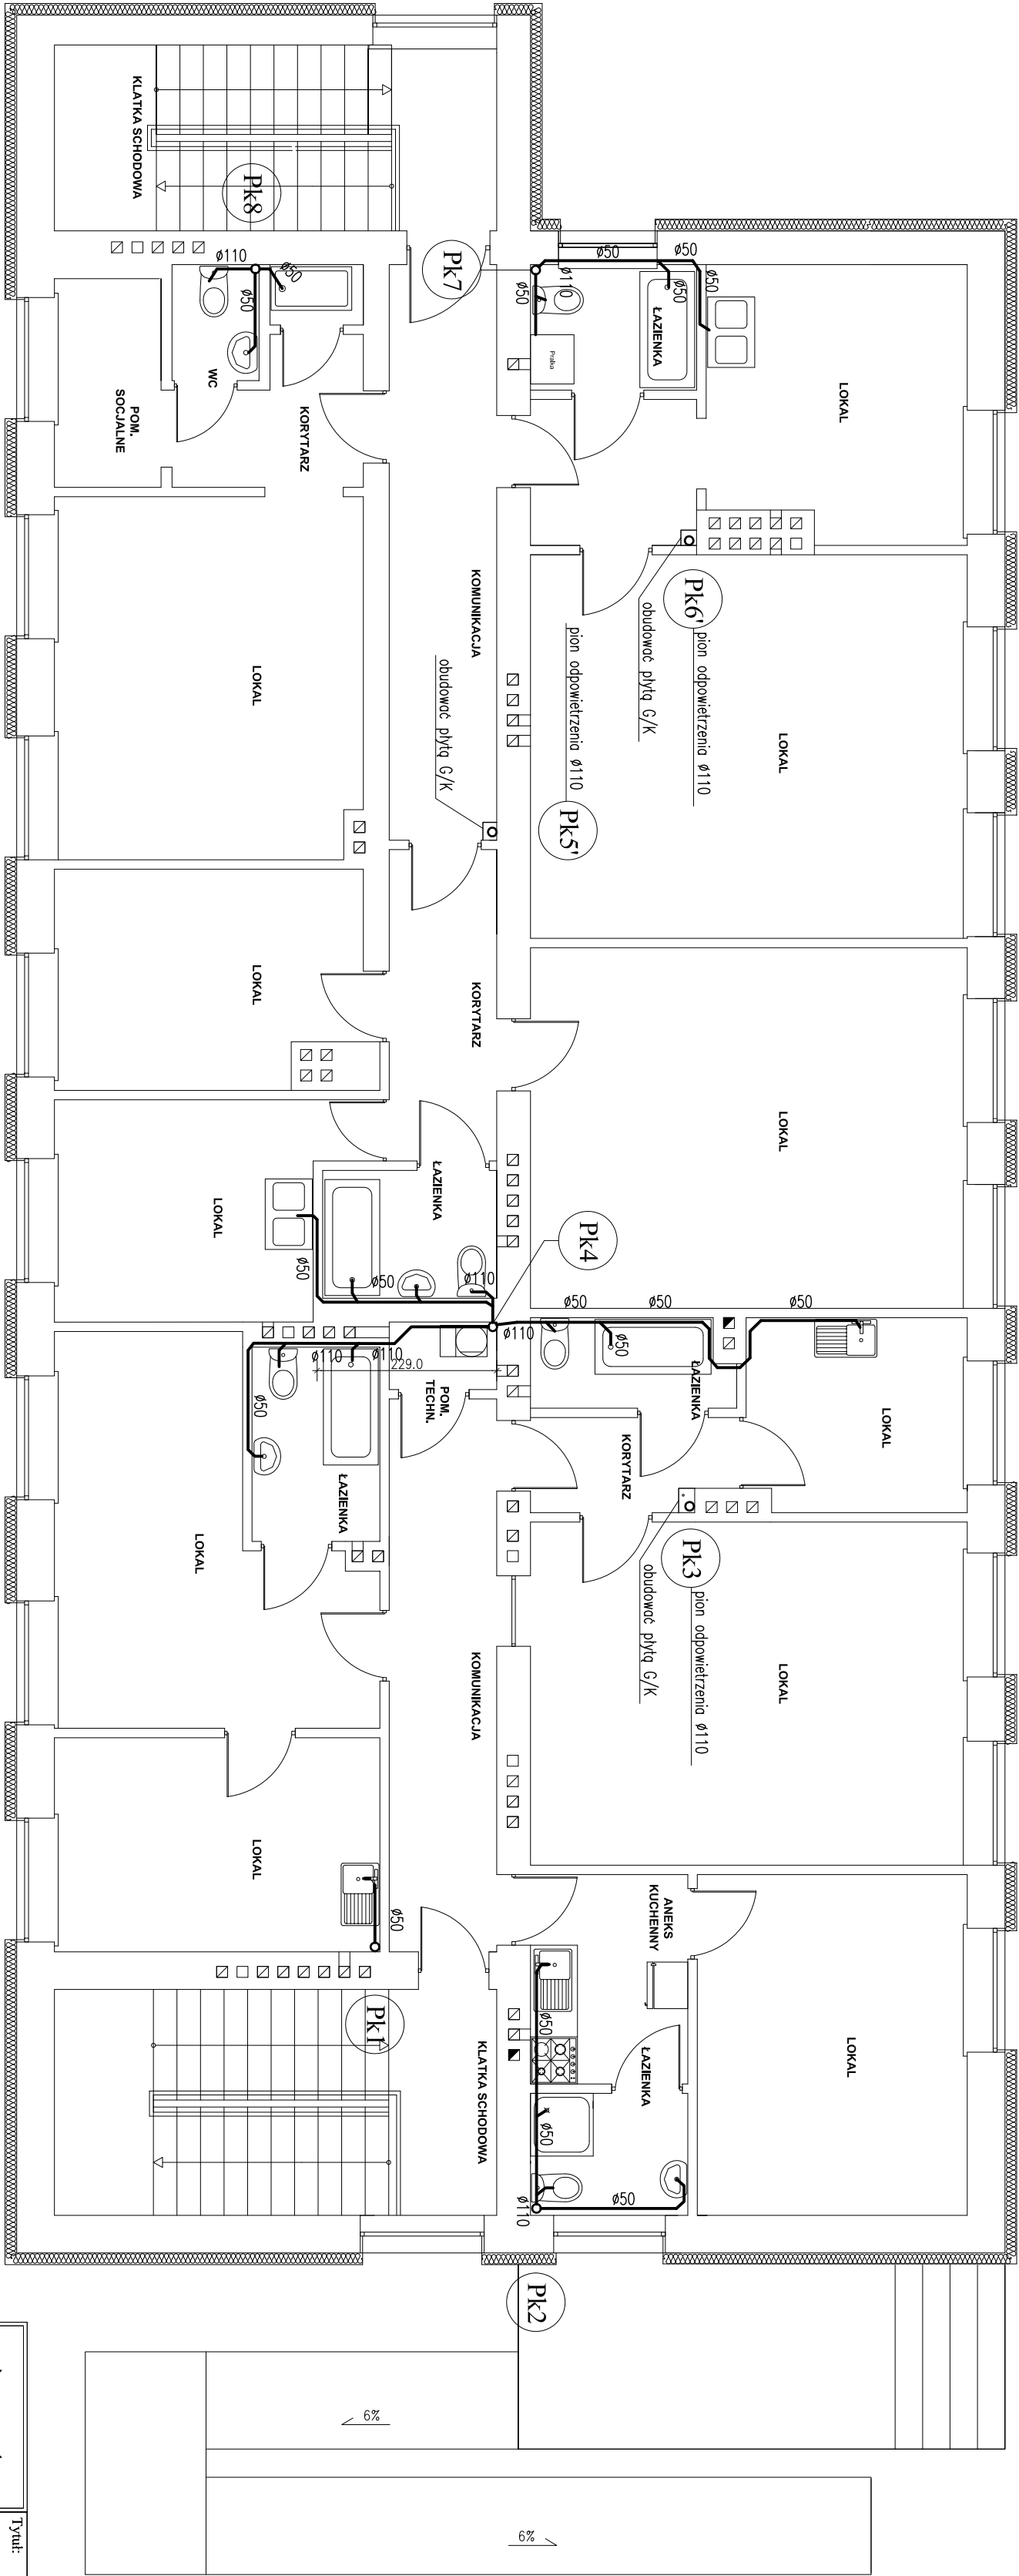 KLATKA SCHODOWA
Pk8
ø110
ø50
ø50
WC
POM.
SOCJALNE
KORYTARZ
Pk7
ø50
ø110
ø50
ø50
ø50
ø50
ŁAZIENKA
Pralka
LOKAL
KOMUNIKACJA
LOKAL
obudować płytą G/K
Pk6'
pion odpowietrzenia ø110
obudować płytą G/K
pion odpowietrzenia ø110
Pk5'
LOKAL
LOKAL
KORYTARZ
LOKAL
ŁAZIENKA
LOKAL
ø50
ø50
ø110
Pk4
ø110
ø50
ø50
ø50
ø50
ŁAZIENKA
LOKAL
KORYTARZ
ø110
ø110
229.0
POM.
TECHN.
ø50
ŁAZIENKA
LOKAL
Pk3
pion odpowietrzenia ø110
obudować płytą G/K
LOKAL
KOMUNIKACJA
LOKAL
ø50
Pk1
ANEKS
KUCHENNY
LOKAL
ŁAZIENKA
ø50
ø50
ø50
ø110
KLATKA SCHODOWA
Pk2
6%
6%
Tytuł: